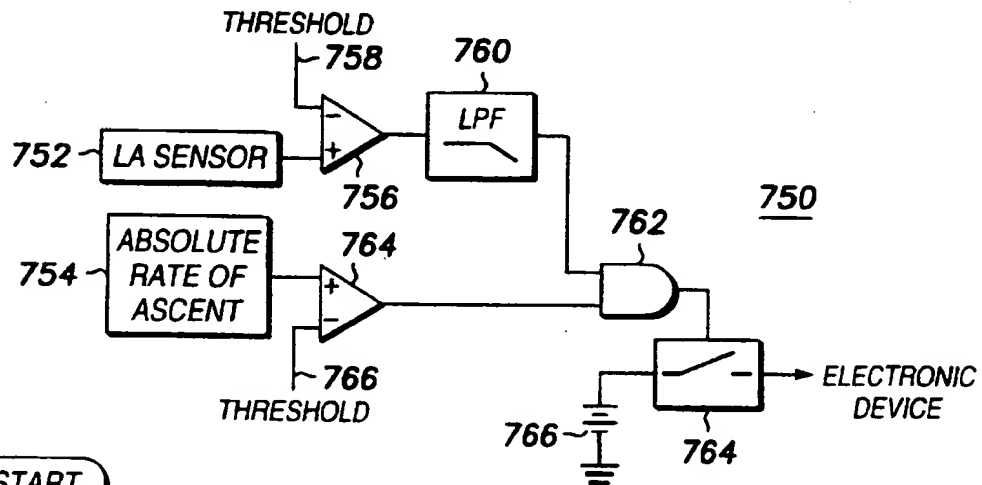 THRESHOLD
758
760
LPF
752
LA SENSOR
−
+
756
750
754
ABSOLUTE
RATE OF
ASCENT
764
+
−
762
766
THRESHOLD
ELECTRONIC
DEVICE
766
764
START